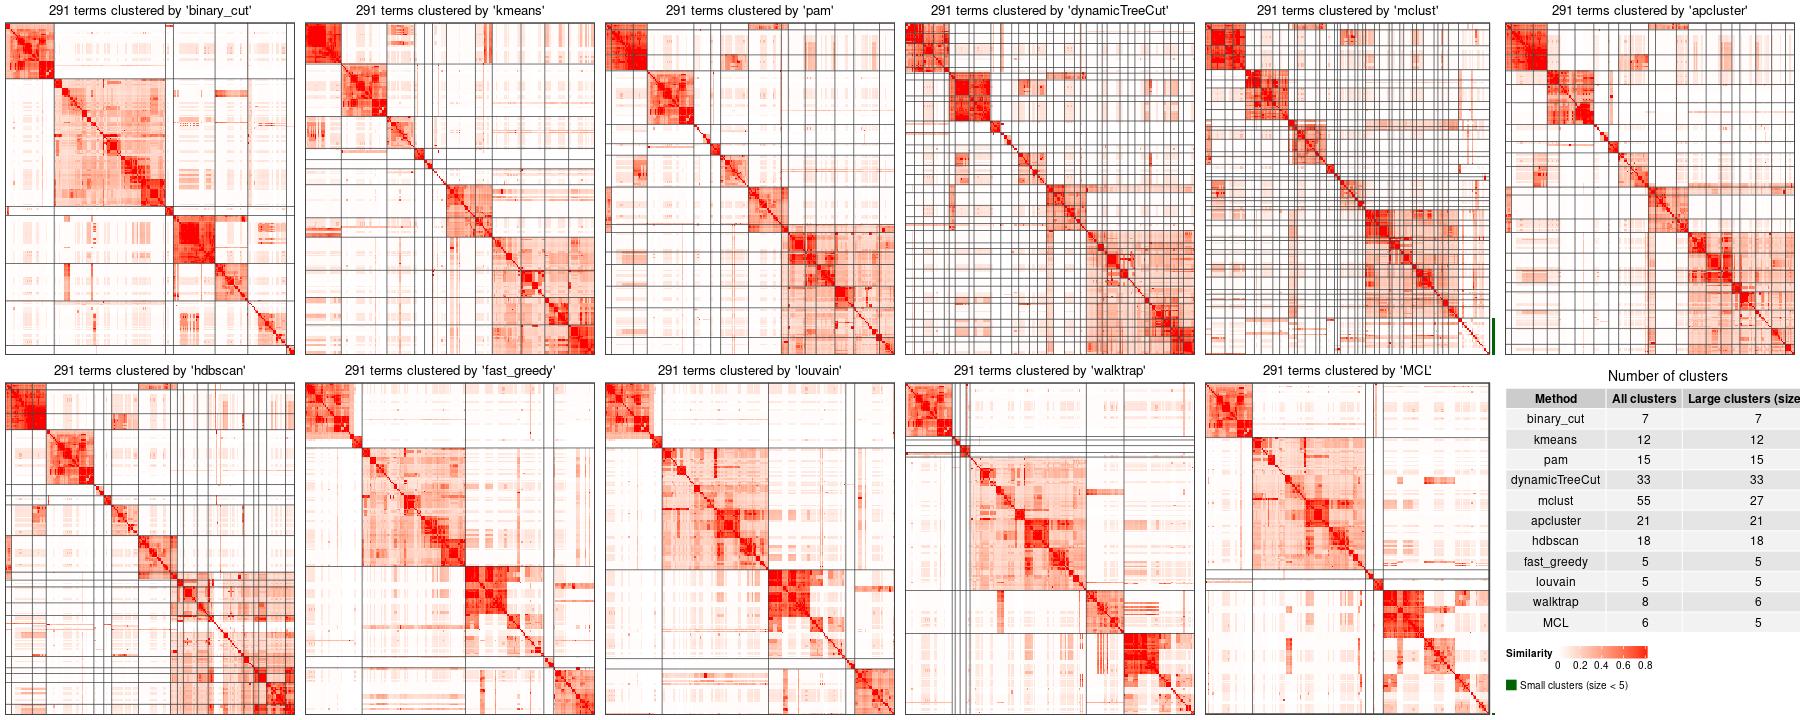 291 terms clustered by 'binary_cut'
291 terms clustered by 'kmeans'
291 terms clustered by 'pam'
291 terms clustered by 'dynamicTreeCut'
291 terms clustered by 'mclust'
291 terms clustered by 'apcluster'
291 terms clustered by 'hdbscan'
291 terms clustered by 'fast_greedy'
291 terms clustered by 'louvain'
291 terms clustered by 'walktrap'
291 terms clustered by 'MCL'
Number of clusters
Method All clusters Large clusters (size
binary_cut 7 7
kmeans 12 12
pam 15 15
dynamicTreeCut 33 33
mclust 55 27
apcluster 21 21
hdbscan 18 18
fast_greedy 5 5
louvain 5 5
walktrap 8 6
MCL 6 5
Similarity
0 0.2 0.4 0.6 0.8
Small clusters (size < 5)